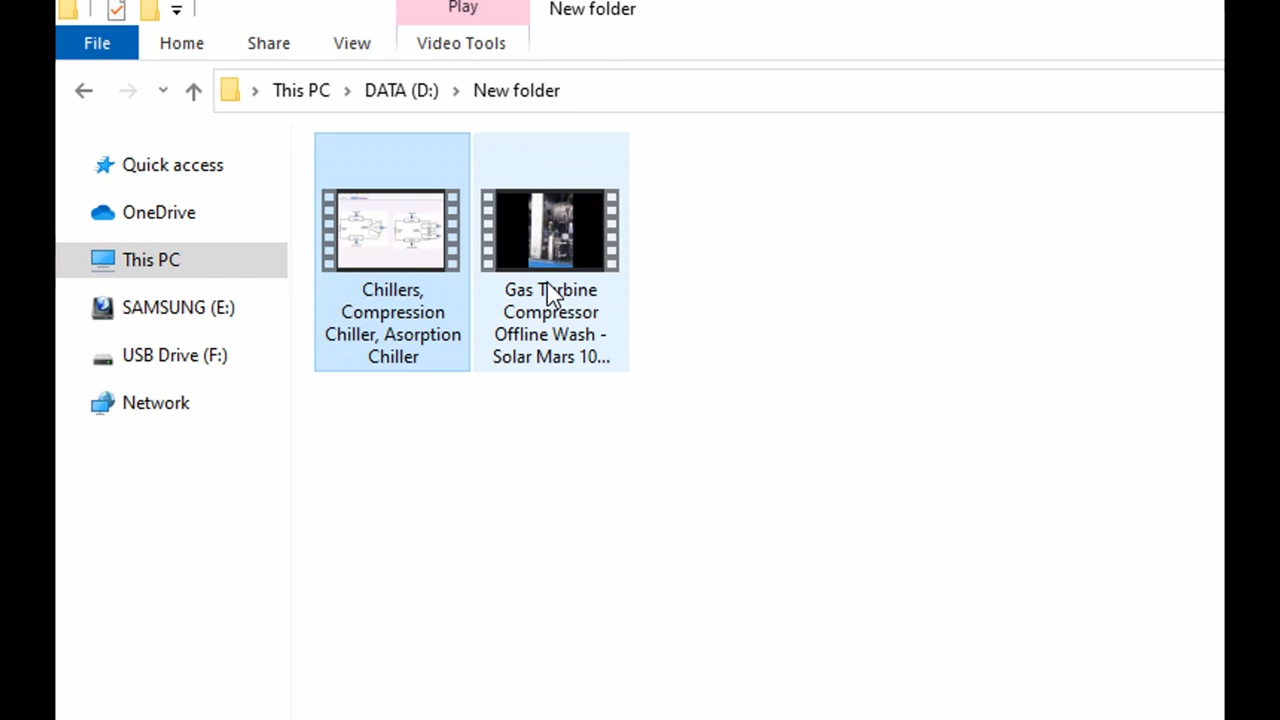 Play
New folder
File
Home
Share
View
Video Tools
This PC
DATA (D:)
New folder
Quick access
OneDrive
This PC
SAMSUNG (E:)
USB Drive (F:)
Network
Chillers,
Compression
Chiller, Asorption
Chiller
Gas Turbine
Compressor
Offline Wash -
Solar Mars 10...